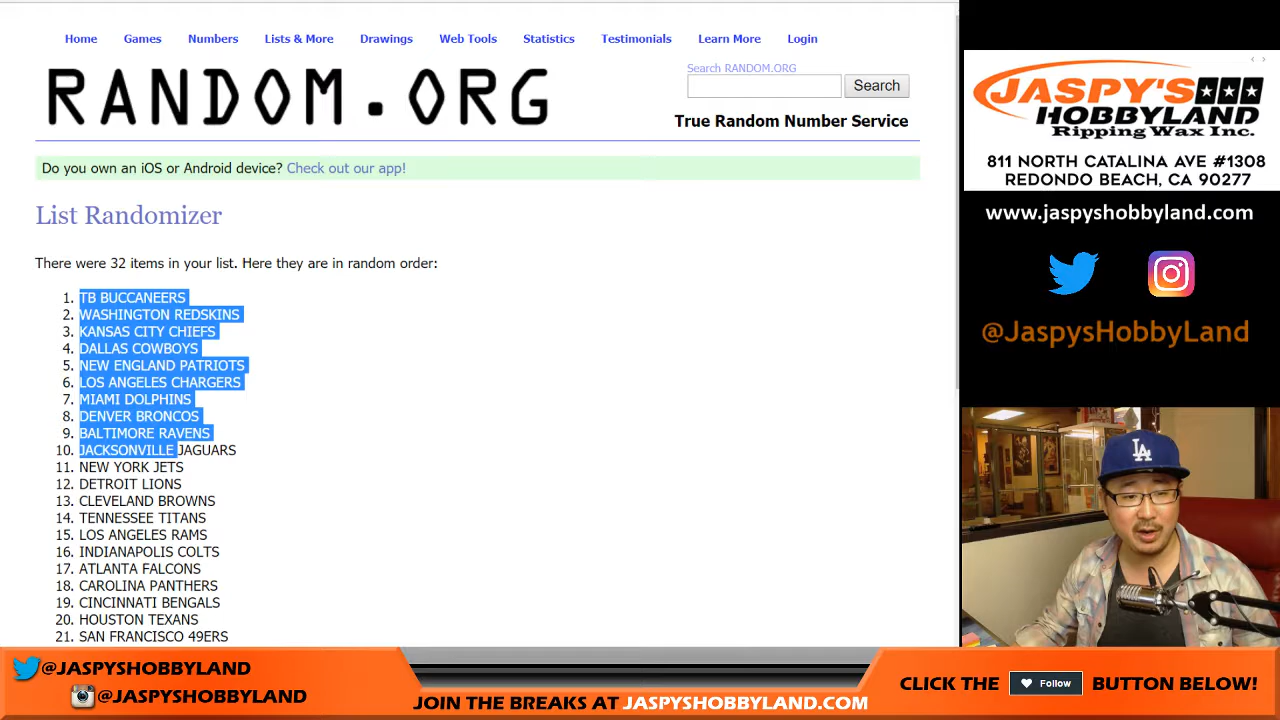 Home Games Numbers Lists & More Drawings Web Tools Statistics Testimonials Learn More Login
RANDOM.ORG
Search RANDOM.ORG
Search
True Random Number Service
Do you own an iOS or Android device? Check out our app!
List Randomizer
There were 32 items in your list. Here they are in random order:
1. TB BUCCANEERS
2. WASHINGTON REDSKINS
3. KANSAS CITY CHIEFS
4. DALLAS COWBOYS
5. NEW ENGLAND PATRIOTS
6. LOS ANGELES CHARGERS
7. MIAMI DOLPHINS
8. DENVER BRONCOS
9. BALTIMORE RAVENS
10. JACKSONVILLE JAGUARS
11. NEW YORK JETS
12. DETROIT LIONS
13. CLEVELAND BROWNS
14. TENNESSEE TITANS
15. LOS ANGELES RAMS
16. INDIANAPOLIS COLTS
17. ATLANTA FALCONS
18. CAROLINA PANTHERS
19. CINCINNATI BENGALS
20. HOUSTON TEXANS
21. SAN FRANCISCO 49ERS
JASPY'S
HOBBYLAND
Ripping Wax Inc.
811 NORTH CATALINA AVE #1308
REDONDO BEACH, CA 90277
www.jaspyshobbyland.com
@JaspysHobbyLand
LA
@JASPYSHOBBYLAND
@JASPYSHOBBYLAND
JOIN THE BREAKS AT JASPYSHOBBYLAND.COM
CLICK THE Follow BUTTON BELOW!